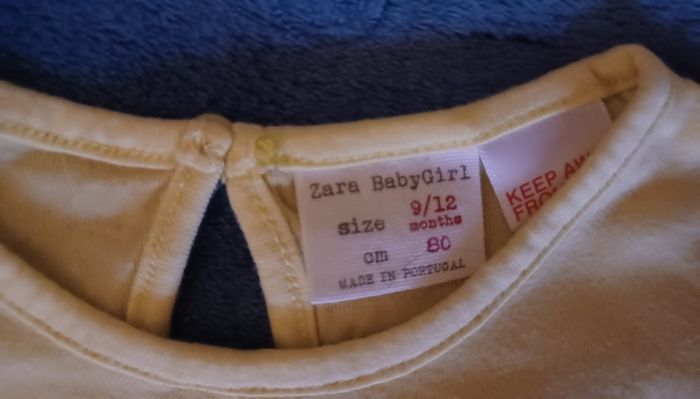 Zara BabyGirl
size 9/12 months
cm 80
MADE IN PORTUGAL
KEEP